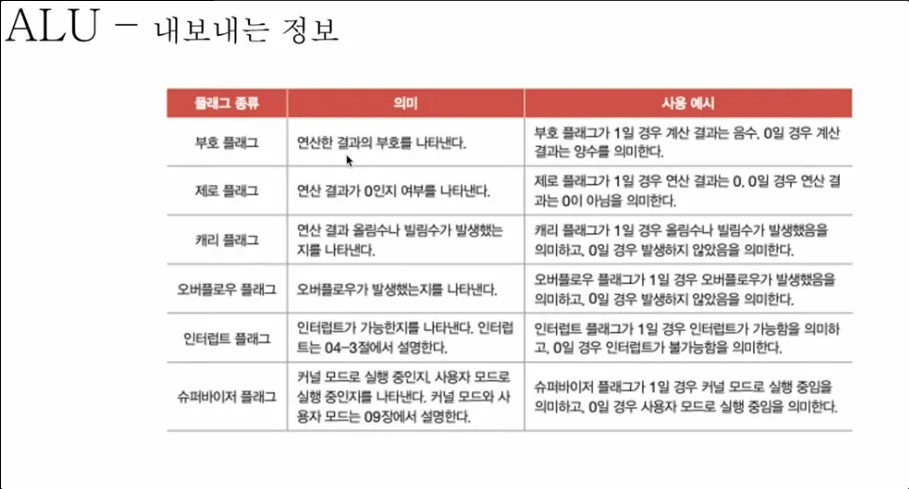 ALU - 내보내는 정보
플래그 종류 의미 사용 예시
부호 플래그
연산한 결과의 부호를 나타낸다.
부호 플래그가 1일 경우 계산 결과는 음수, 0일 경우 계산
결과는 양수를 의미한다.
제로 플래그
연산 결과가 0인지 여부를 나타낸다.
제로 플래그가 1일 경우 연산 결과는 0, 0일 경우 연산 결
과는 0이 아님을 의미한다.
캐리 플래그
연산 결과 올림수나 빌림수가 발생했는
지를 나타낸다.
캐리 플래그가 1일 경우 올림수나 빌림수가 발생했음을
의미하고, 0일 경우 발생하지 않았음을 의미한다.
오버플로우 플래그
오버플로우가 발생했는지를 나타낸다.
오버플로우 플래그가 1일 경우 오버플로우가 발생했음을
의미하고, 0일 경우 발생하지 않았음을 의미한다.
인터럽트 플래그
인터럽트가 가능한지를 나타낸다. 인터럽
트는 04-3절에서 설명한다.
인터럽트 플래그가 1일 경우 인터럽트가 가능함을 의미하
고, 0일 경우 인터럽트가 불가능함을 의미한다.
슈퍼바이저 플래그
커널 모드로 실행 중인지, 사용자 모드로
실행 중인지를 나타낸다. 커널 모드와 사
용자 모드는 09장에서 설명한다.
슈퍼바이저 플래그가 1일 경우 커널 모드로 실행 중임을
의미하고, 0일 경우 사용자 모드로 실행 중임을 의미한다.